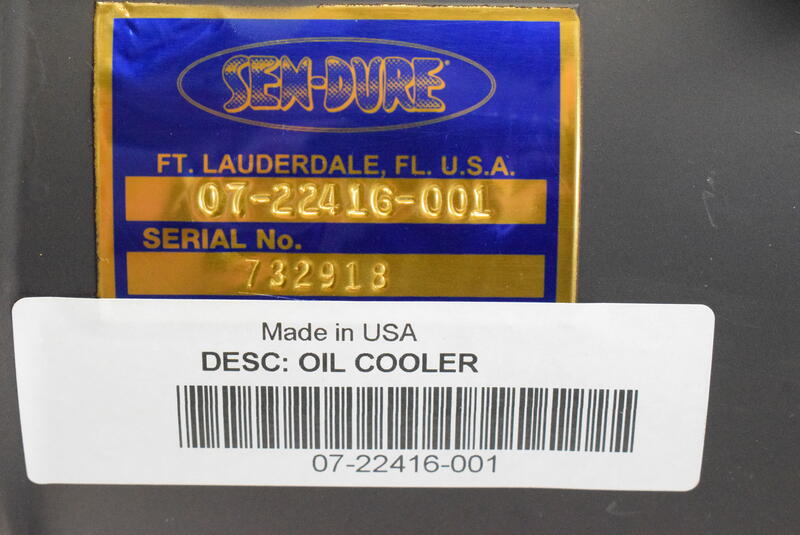 SEN-DURE®
FT. LAUDERDALE, FL. U.S.A.
07-22416-001
SERIAL No.
732918
Made in USA
DESC: OIL COOLER
07-22416-001